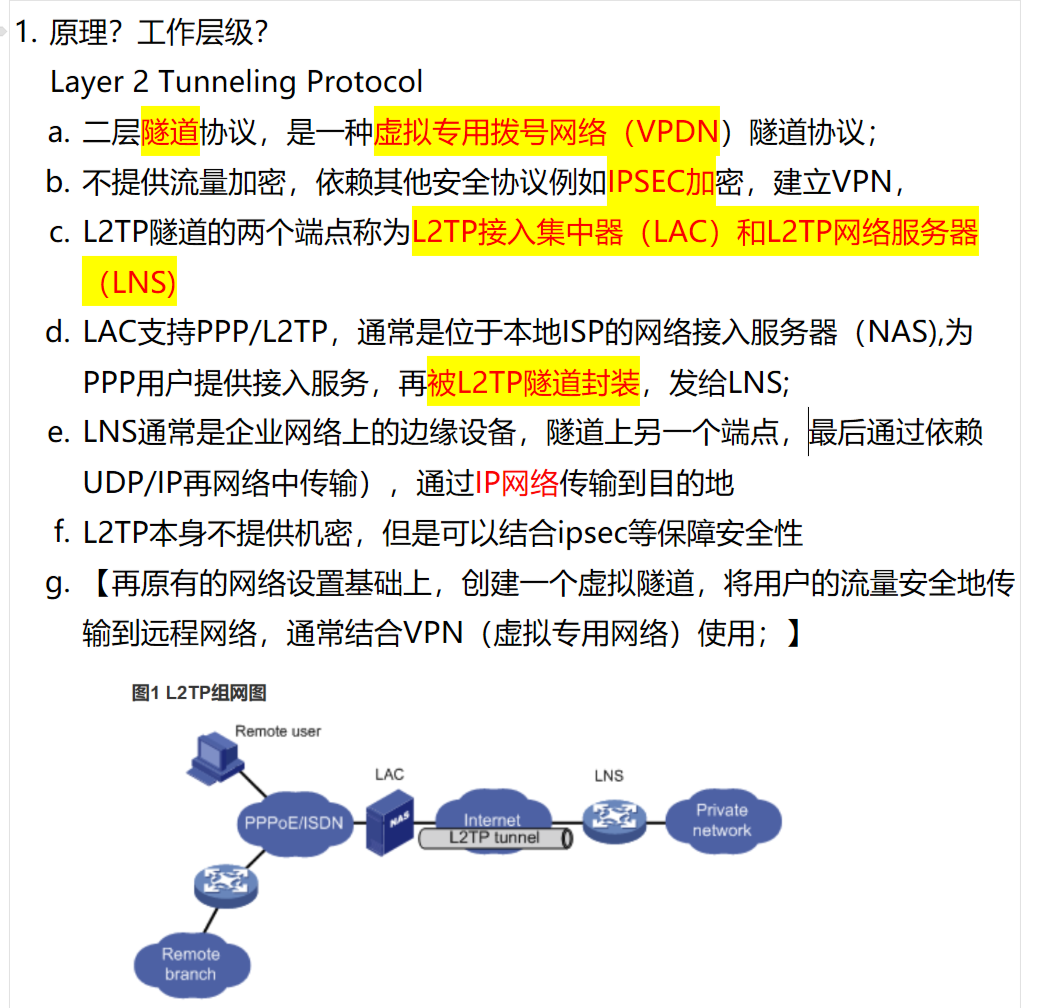 1. 原理？工作层级？
Layer 2 Tunneling Protocol
a. 二层隧道协议，是一种虚拟专用拨号网络（VPDN）隧道协议；
b. 不提供流量加密，依赖其他安全协议例如IPSEC加密，建立VPN，
c. L2TP隧道的两个端点称为L2TP接入集中器（LAC）和L2TP网络服务器
（LNS)
d. LAC支持PPP/L2TP，通常是位于本地ISP的网络接入服务器（NAS),为
PPP用户提供接入服务，再被L2TP隧道封装，发给LNS;
e. LNS通常是企业网络上的边缘设备，隧道上另一个端点，最后通过依赖
UDP/IP再网络中传输），通过IP网络传输到目的地
f. L2TP本身不提供机密，但是可以结合ipsec等保障安全性
g. 【再原有的网络设置基础上，创建一个虚拟隧道，将用户的流量安全地传
输到远程网络，通常结合VPN（虚拟专用网络）使用；】
图1 L2TP组网图
Remote user
LAC
LNS
PPPoE/ISDN
NAS
Internet
L2TP tunnel
Private
network
Remote
branch